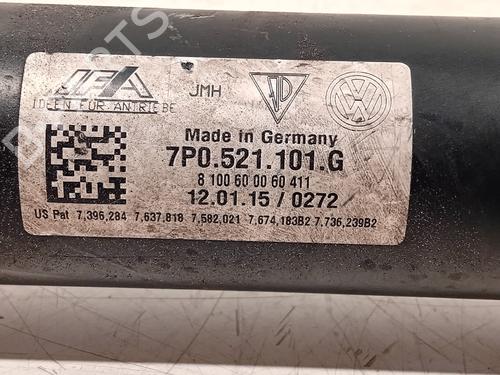 IFA
IDEEN FÜR ANTRIEBE
JMH
Made in Germany
7P0.521.101.G
8 100 60 00 60 411
12.01.15 / 0272
US Pat 7,396,284 7,637,818 7,582,021 7,674,183B2 7,736,239B2